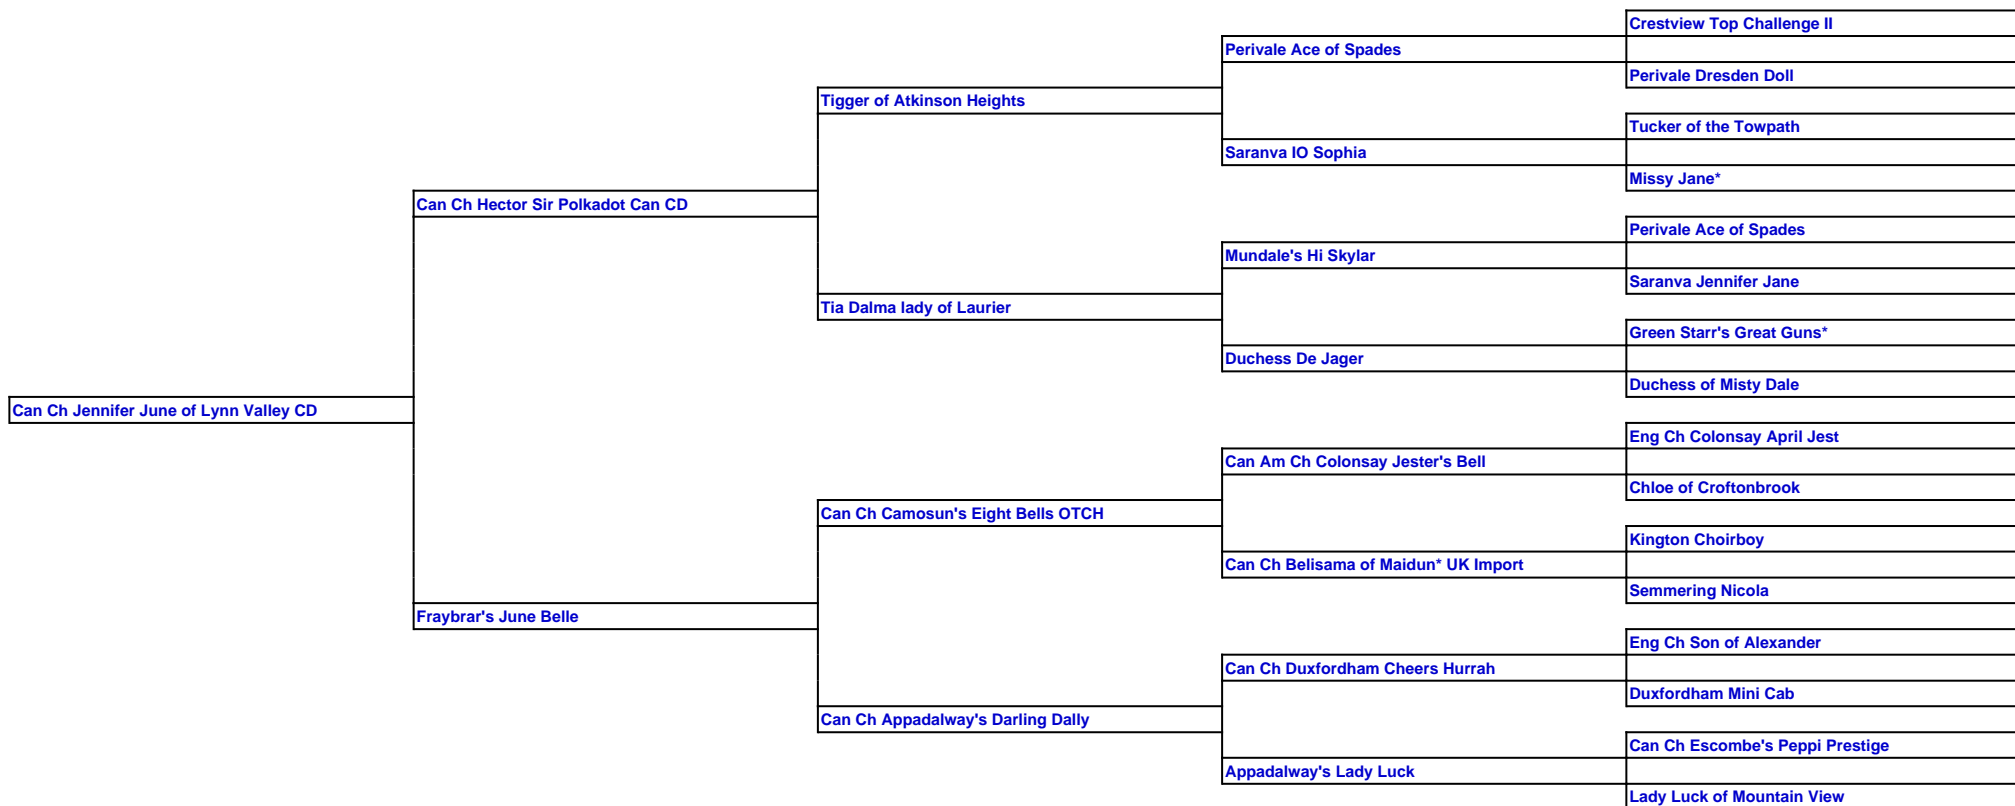 Crestview Top Challenge II
Perivale Ace of Spades
Perivale Dresden Doll
Tigger of Atkinson Heights
Tucker of the Towpath
Saranva IO Sophia
Missy Jane*
Can Ch Hector Sir Polkadot Can CD
Perivale Ace of Spades
Mundale's Hi Skylar
Saranva Jennifer Jane
Tia Dalma lady of Laurier
Green Starr's Great Guns*
Duchess De Jager
Duchess of Misty Dale
Can Ch Jennifer June of Lynn Valley CD
Eng Ch Colonsay April Jest
Can Am Ch Colonsay Jester's Bell
Chloe of Croftonbrook
Can Ch Camosun's Eight Bells OTCH
Kington Choirboy
Can Ch Belisama of Maidun* UK Import
Semmering Nicola
Fraybrar's June Belle
Eng Ch Son of Alexander
Can Ch Duxfordham Cheers Hurrah
Duxfordham Mini Cab
Can Ch Appadalway's Darling Dally
Can Ch Escombe's Peppi Prestige
Appadalway's Lady Luck
Lady Luck of Mountain View